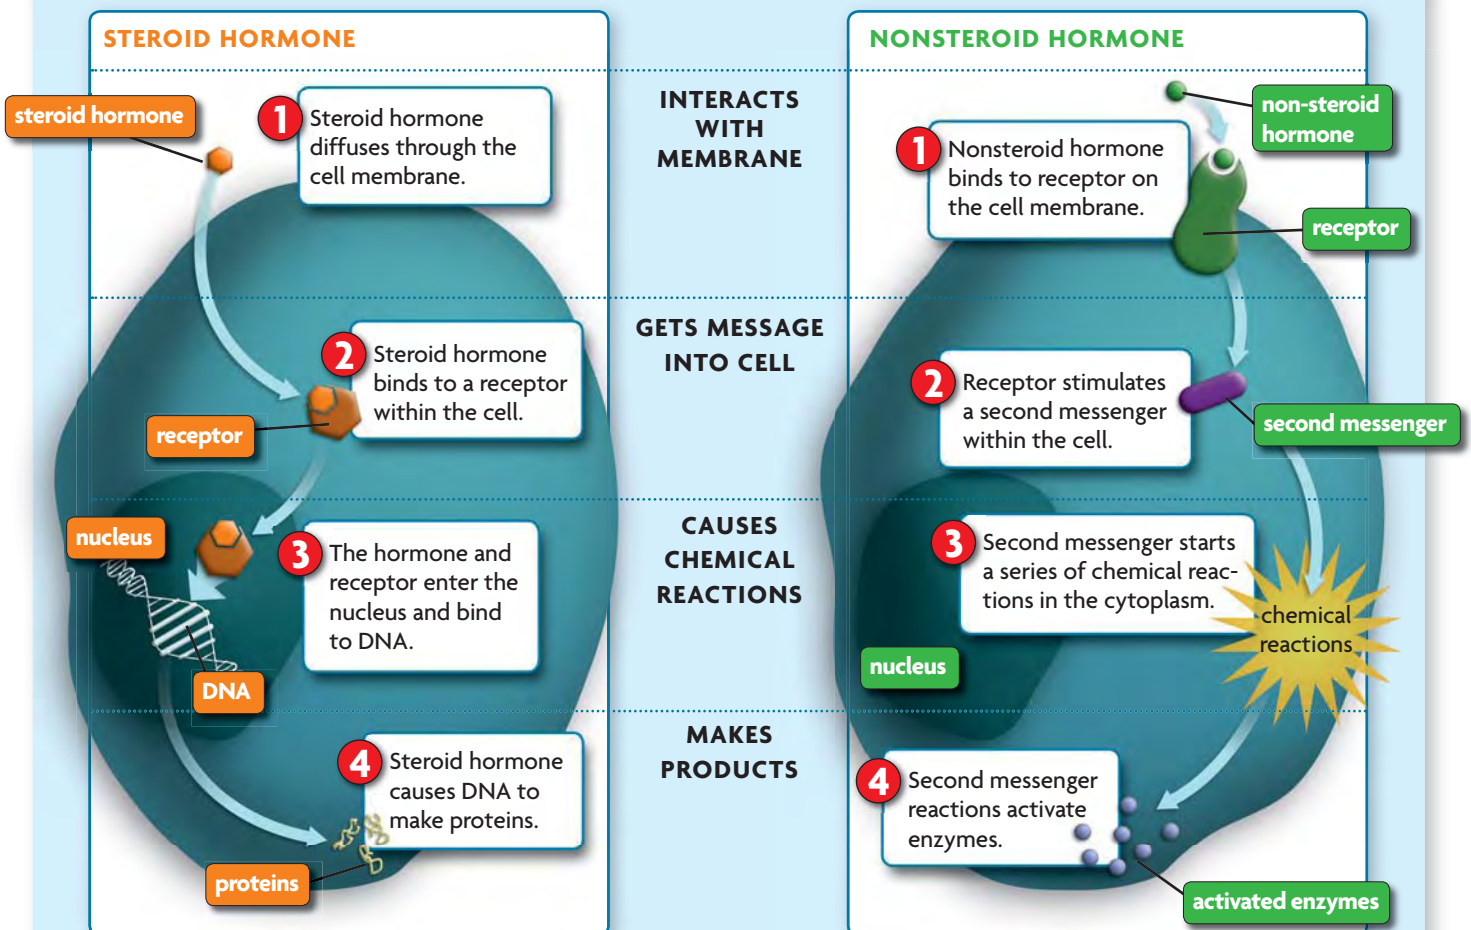 STEROID HORMONE
steroid hormone
1
Steroid hormone
diffuses through the
cell membrane.
2
Steroid hormone
binds to a receptor
within the cell.
receptor
nucleus
3
The hormone and
receptor enter the
nucleus and bind
to DNA.
DNA
4
Steroid hormone
causes DNA to
make proteins.
proteins
INTERACTS
WITH
MEMBRANE
GETS MESSAGE
INTO CELL
CAUSES
CHEMICAL
REACTIONS
MAKES
PRODUCTS
NONSTEROID HORMONE
non-steroid
hormone
1
Nonsteroid hormone
binds to receptor on
the cell membrane.
receptor
2
Receptor stimulates
a second messenger
within the cell.
second messenger
3
Second messenger starts
a series of chemical reac-
tions in the cytoplasm.
chemical
reactions
nucleus
4
Second messenger
reactions activate
enzymes.
activated enzymes